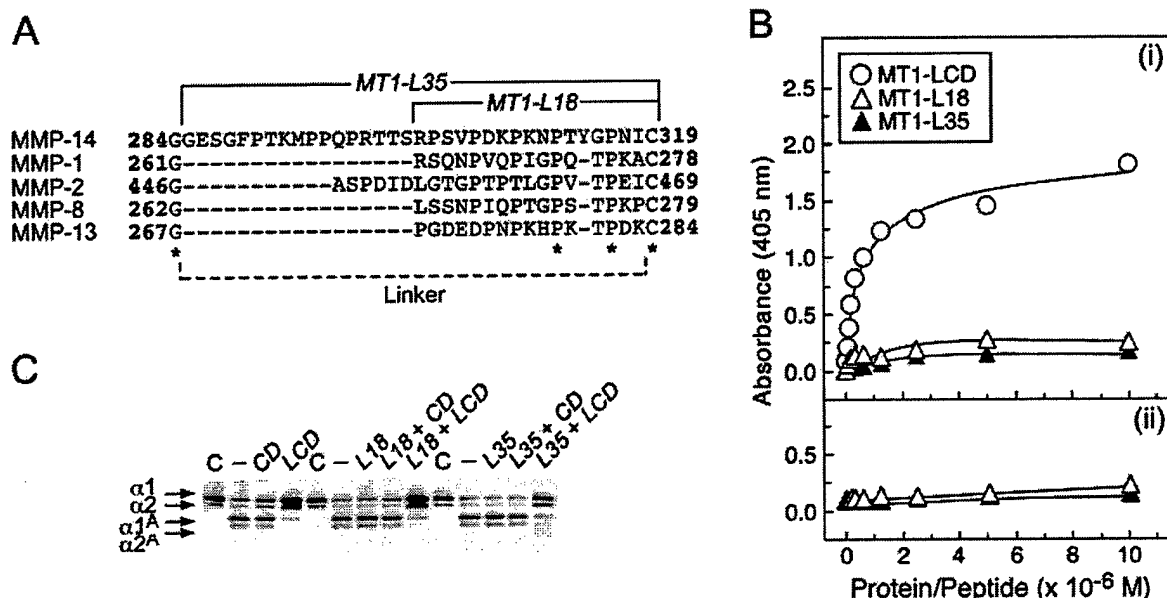 A
MT1-L35
MT1-L18
MMP-14 284GGESGFPTKMPPQPRTTSRPSVPDKPKNPTYGPNIC319
MMP-1 261G-----------------RSQNPVQPIGPQ-TPKAC278
MMP-2 446G-----------ASPDIDLGTGPTPTLGPV-TPEIC469
MMP-8 262G-----------------LSSNPIQPTGPS-TPKPC279
MMP-13 267G-----------------PGDEDPNPKHPK-TPDKC284
* * * *
Linker
B
(i)
MT1-LCD
MT1-L18
MT1-L35
2.5
2.0
1.5
1.0
0.5
0.0
Absorbance (405 nm)
(ii)
0.5
0.0
0 2 4 6 8 10
Protein/Peptide (x 10⁻⁶ M)
C
C – CD LCD C – L18 L18 + CD L18 + LCD C – L35 L35 + CD L35 + LCD
α1
α2
α1ᴬ
α2ᴬ